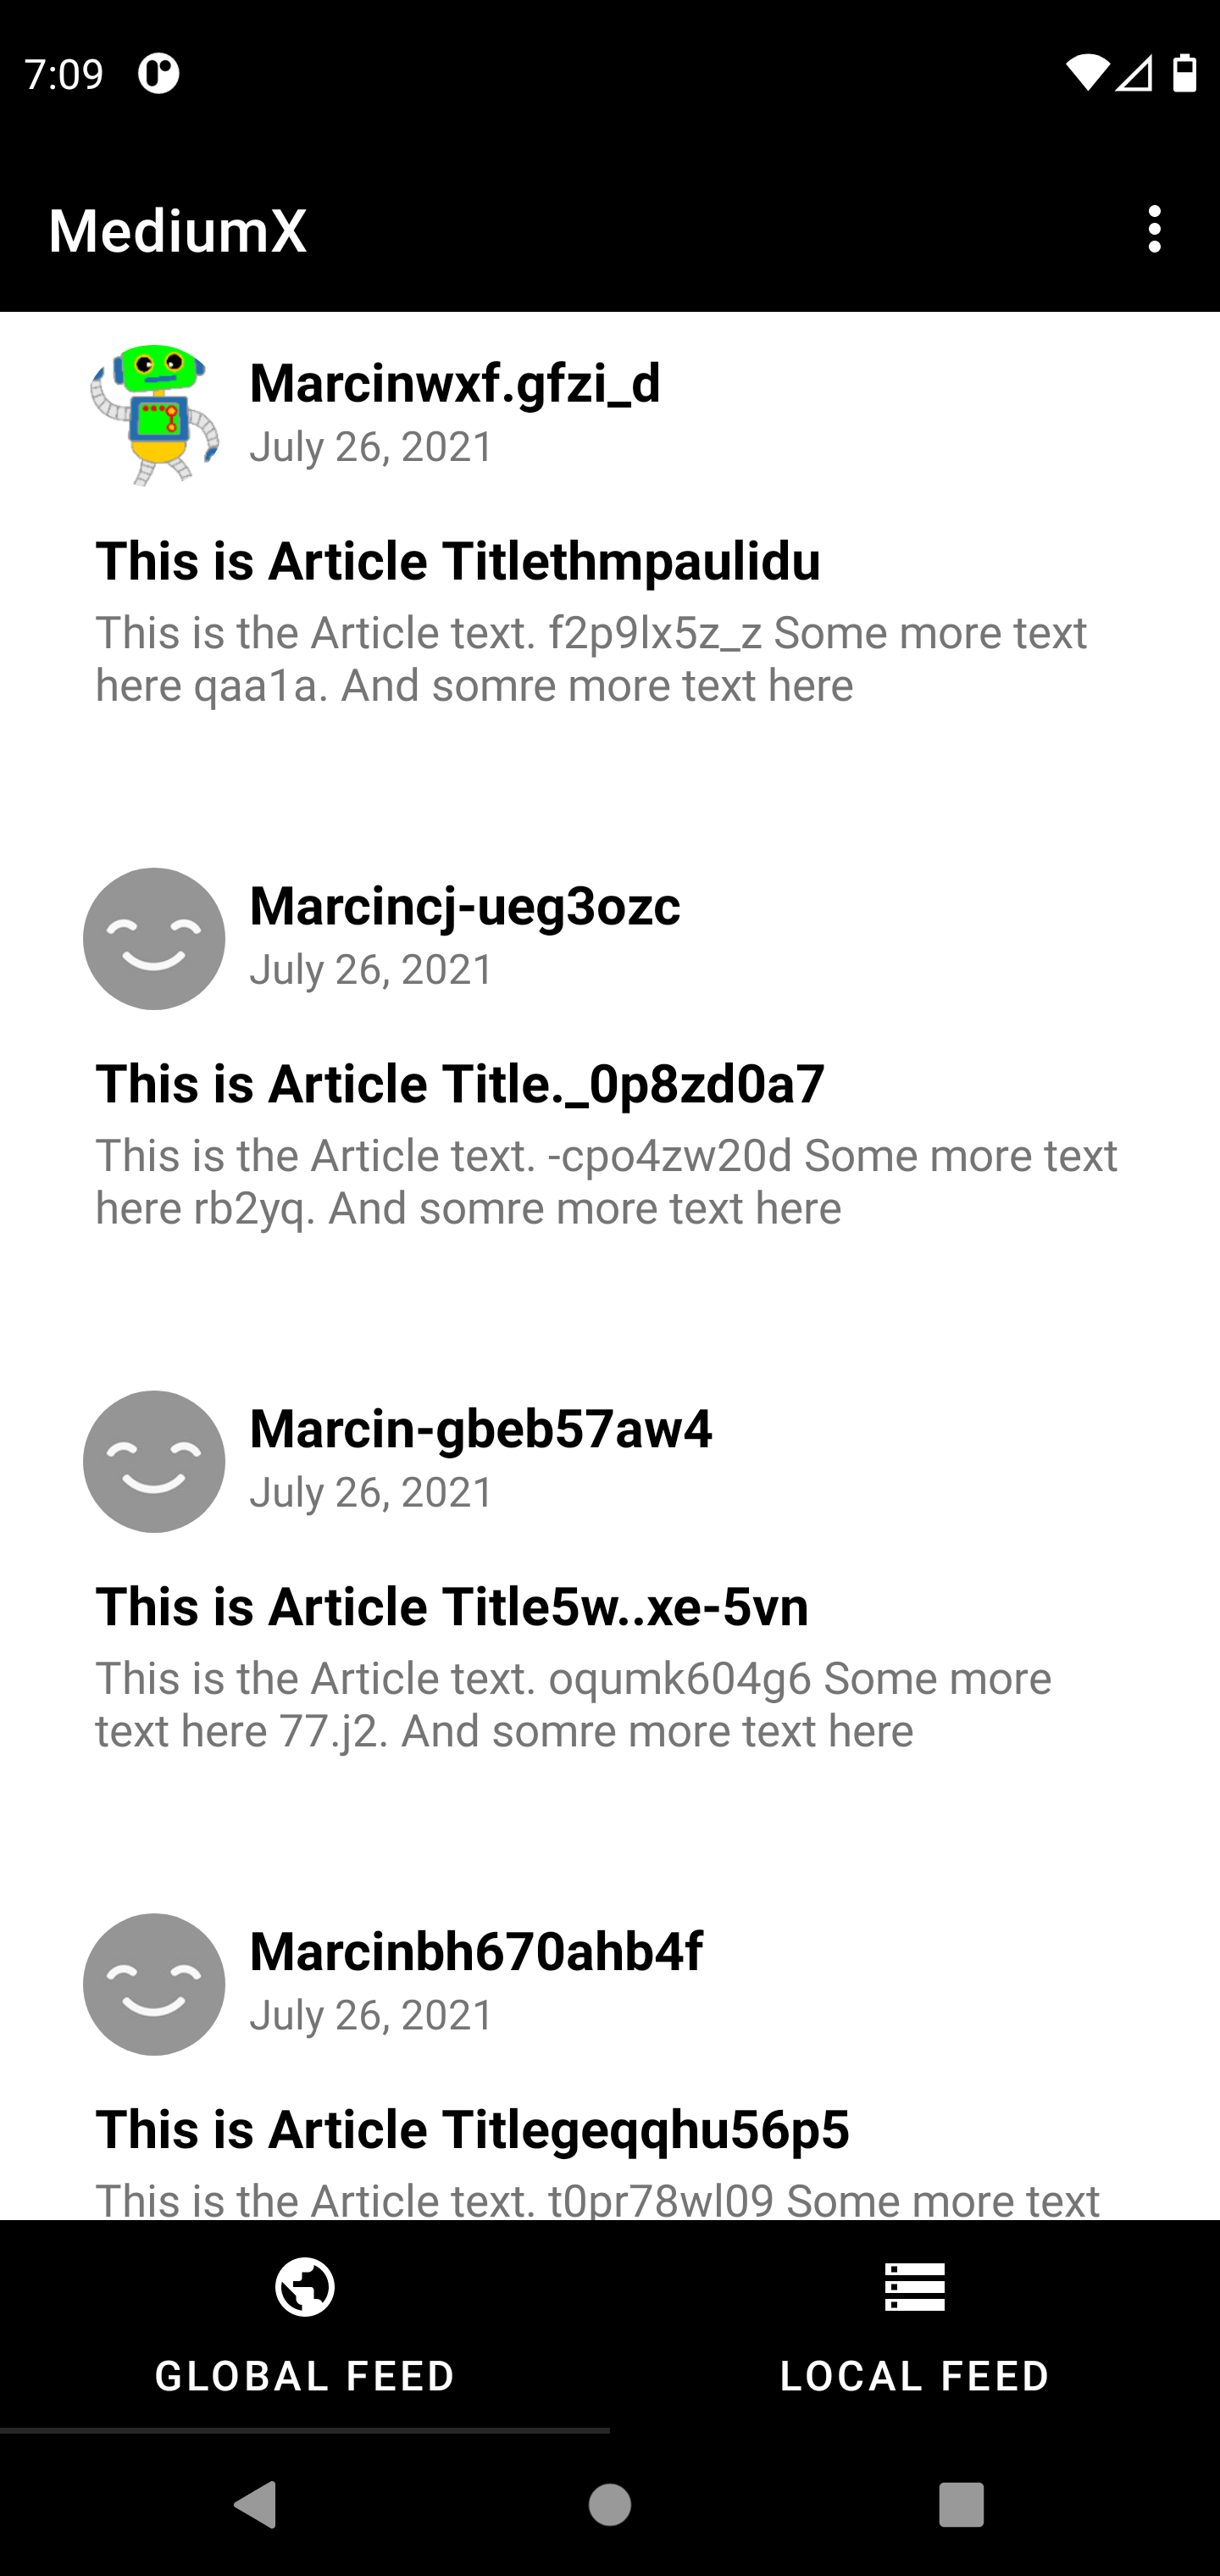 7:09
MediumX
Marcinwxf.gfzi_d
July 26, 2021
This is Article Titlethmpaulidu
This is the Article text. f2p9lx5z_z Some more text
here qaa1a. And somre more text here
Marcincj-ueg3ozc
July 26, 2021
This is Article Title._0p8zd0a7
This is the Article text. -cpo4zw20d Some more text
here rb2yq. And somre more text here
Marcin-gbeb57aw4
July 26, 2021
This is Article Title5w..xe-5vn
This is the Article text. oqumk604g6 Some more
text here 77.j2. And somre more text here
Marcinbh670ahb4f
July 26, 2021
This is Article Titlegeqqhu56p5
This is the Article text. t0pr78wl09 Some more text
GLOBAL FEED
LOCAL FEED